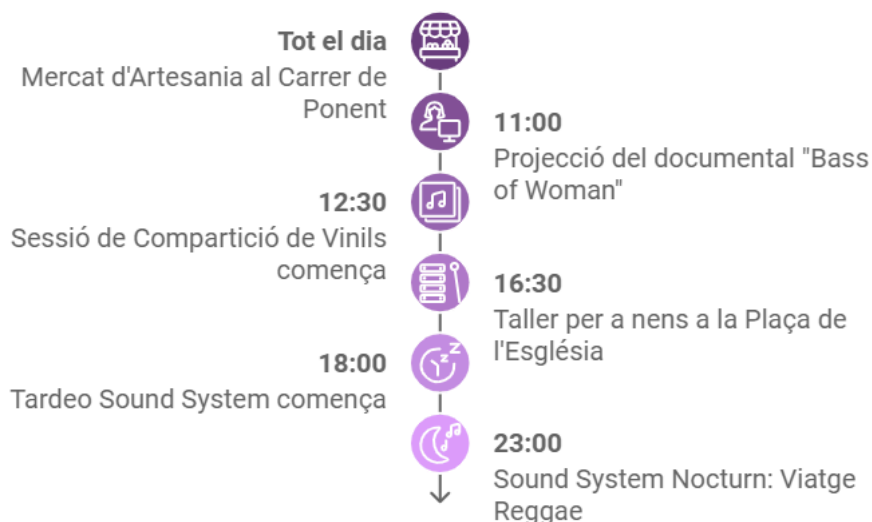 Tot el dia
Mercat d'Artesania al Carrer de
Ponent
11:00
Projecció del documental "Bass
of Woman"
12:30
Sessió de Compartició de Vinils
comença
16:30
Taller per a nens a la Plaça de
l'Església
18:00
Tardeo Sound System comença
23:00
Sound System Nocturn: Viatge
Reggae